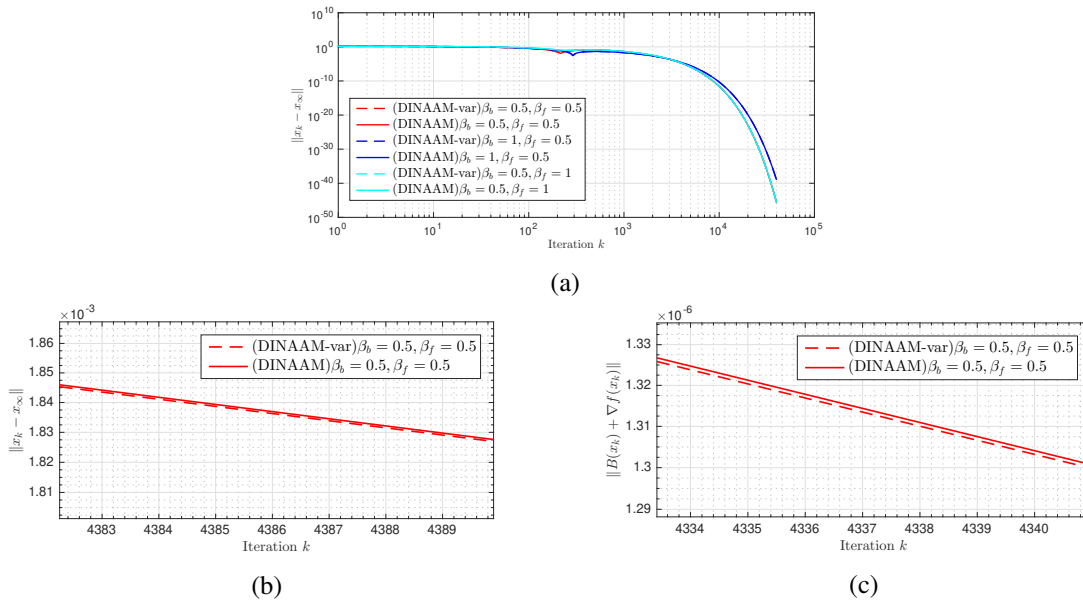 10^10
10^0
10^-10
10^-20
10^-30
10^-40
10^-50
‖x_k − x_∞‖
(DINAAM-var)β_b = 0.5, β_f = 0.5
(DINAAM)β_b = 0.5, β_f = 0.5
(DINAAM-var)β_b = 1, β_f = 0.5
(DINAAM)β_b = 1, β_f = 0.5
(DINAAM-var)β_b = 0.5, β_f = 1
(DINAAM)β_b = 0.5, β_f = 1
10^0 10^1 10^2 10^3 10^4 10^5
Iteration k
(a)
×10^-3
1.86
1.85
1.84
1.83
1.82
1.81
‖x_k − x_∞‖
(DINAAM-var)β_b = 0.5, β_f = 0.5
(DINAAM)β_b = 0.5, β_f = 0.5
4383 4384 4385 4386 4387 4388 4389
Iteration k
(b)
×10^-6
1.33
1.32
1.31
1.3
1.29
‖B(x_k) + ∇f(x_k)‖
(DINAAM-var)β_b = 0.5, β_f = 0.5
(DINAAM)β_b = 0.5, β_f = 0.5
4334 4335 4336 4337 4338 4339 4340
Iteration k
(c)